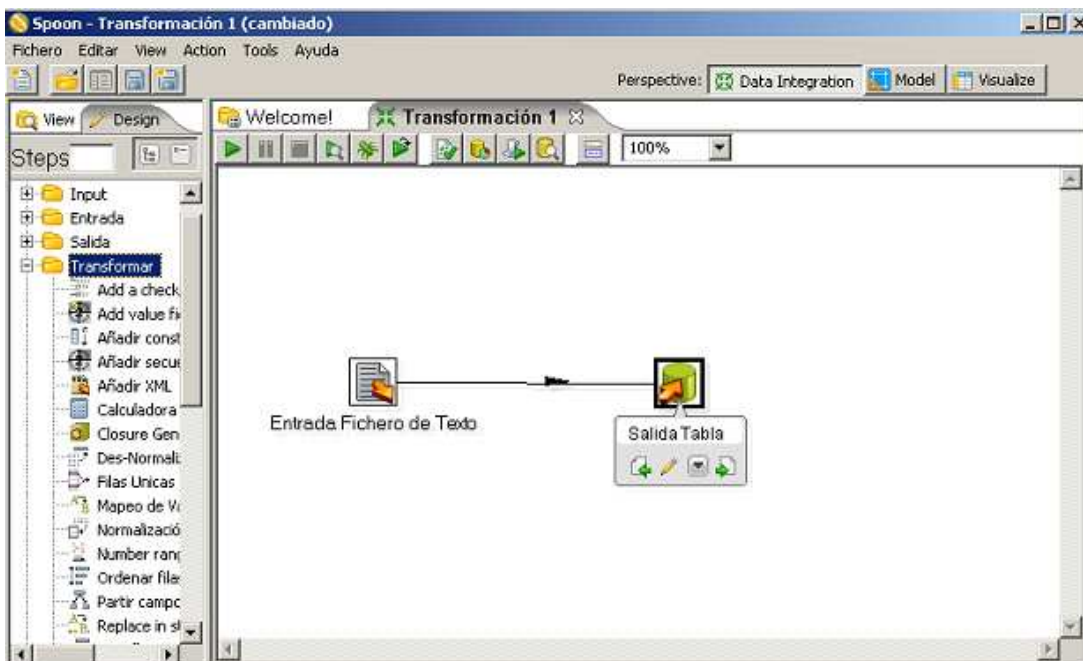 Spoon - Transformación 1 (cambiado)
Fichero Editar View Action Tools Ayuda
Perspective: Data Integration Model Visualize
View Design
Welcome! Transformación 1
Steps
100%
Input
Entrada
Salida
Transformar
Add a check
Add value fi
Añadir const
Añadir secue
Añadir XML
Calculadora
Closure Gen
Des-Normali
Filas Unicas
Mapeo de Va
Normalizació
Number rang
Ordenar filas
Partir campo
Replace in st
Entrada Fichero de Texto
Salida Tabla